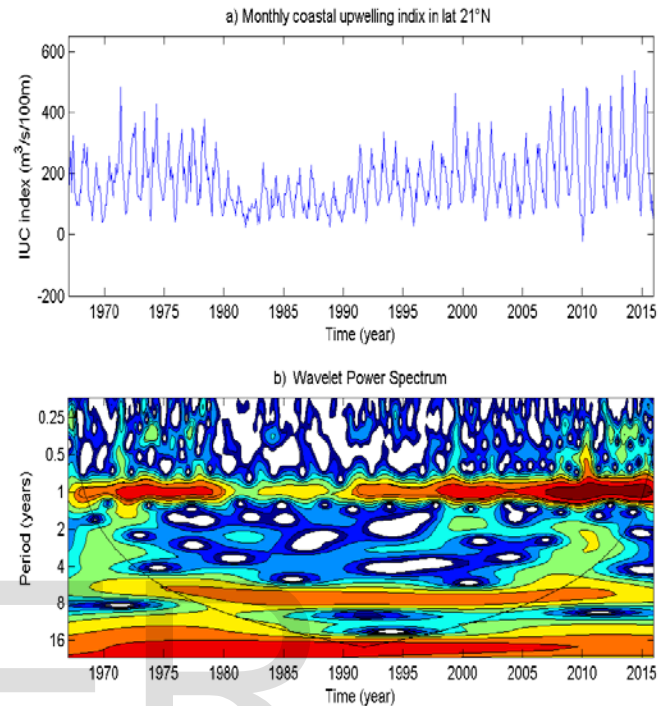 a) Monthly coastal upwelling indix in lat 21°N
IUC index (m³/s/100m)
600
400
200
0
-200
1970 1975 1980 1985 1990 1995 2000 2005 2010 2015
Time (year)
b) Wavelet Power Spectrum
Period (years)
0.25
0.5
1
2
4
8
16
1970 1975 1980 1985 1990 1995 2000 2005 2010 2015
Time (year)